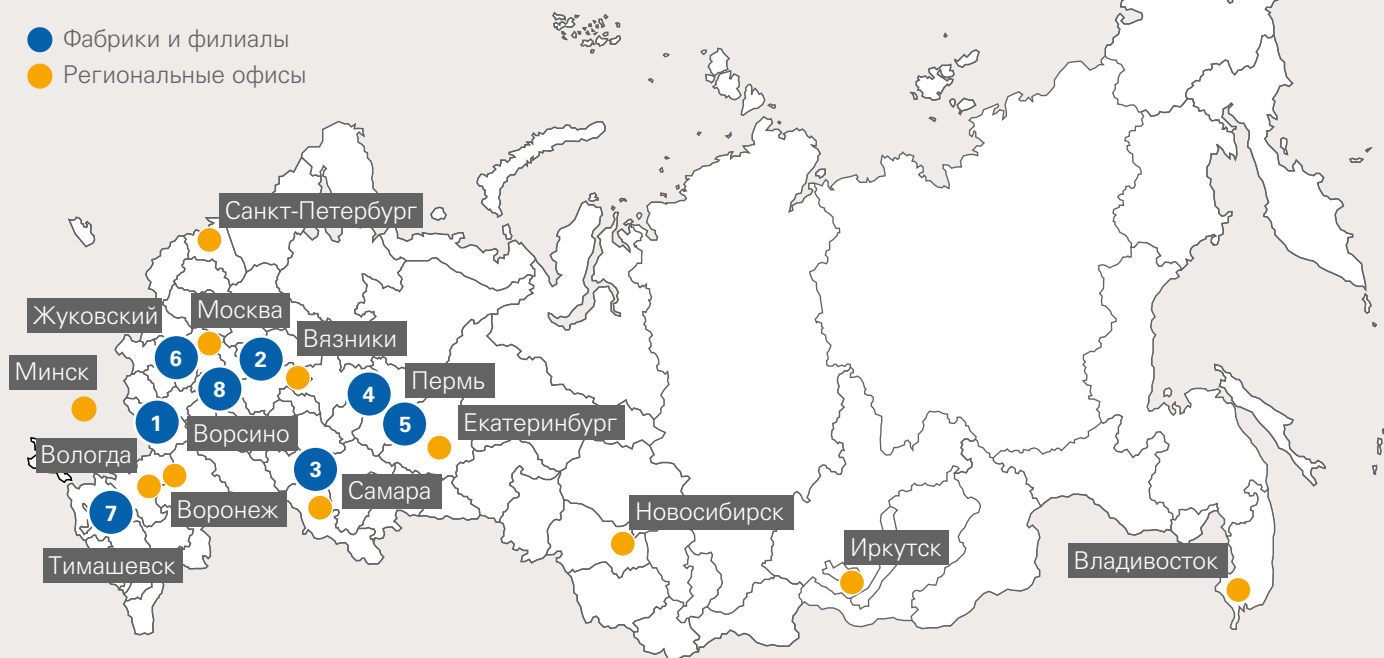 Фабрики и филиалы
Региональные офисы
Санкт-Петербург
Жуковский
Москва
Вязники
6
2
Минск
Пермь
4
8
1
5
Екатеринбург
Ворсино
Вологда
3
Самара
7
Воронеж
Новосибирск
Иркутск
Владивосток
Тимашевск